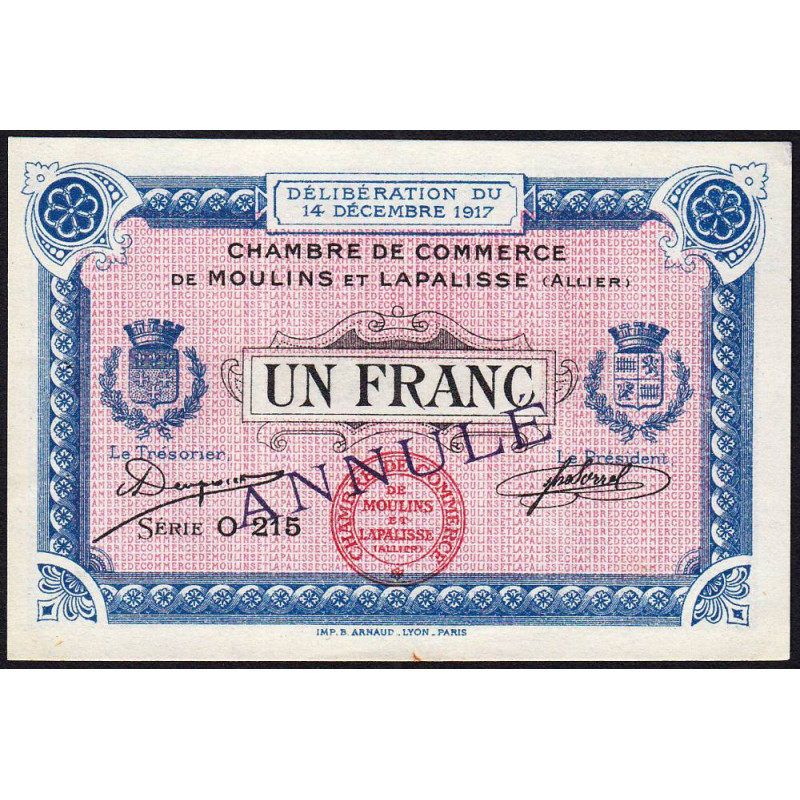 DÉLIBÉRATION DU
14 DÉCEMBRE 1917
CHAMBRE DE COMMERCE
DE MOULINS ET LAPALISSE (ALLIER)
UN FRANC
ANNULÉ
Le Trésorier,
Le Président,
SÉRIE O 215
CHAMBRE DE COMMERCE
DE
MOULINS
ET
LAPALISSE
(ALLIER)
IMP. B. ARNAUD _ LYON _ PARIS